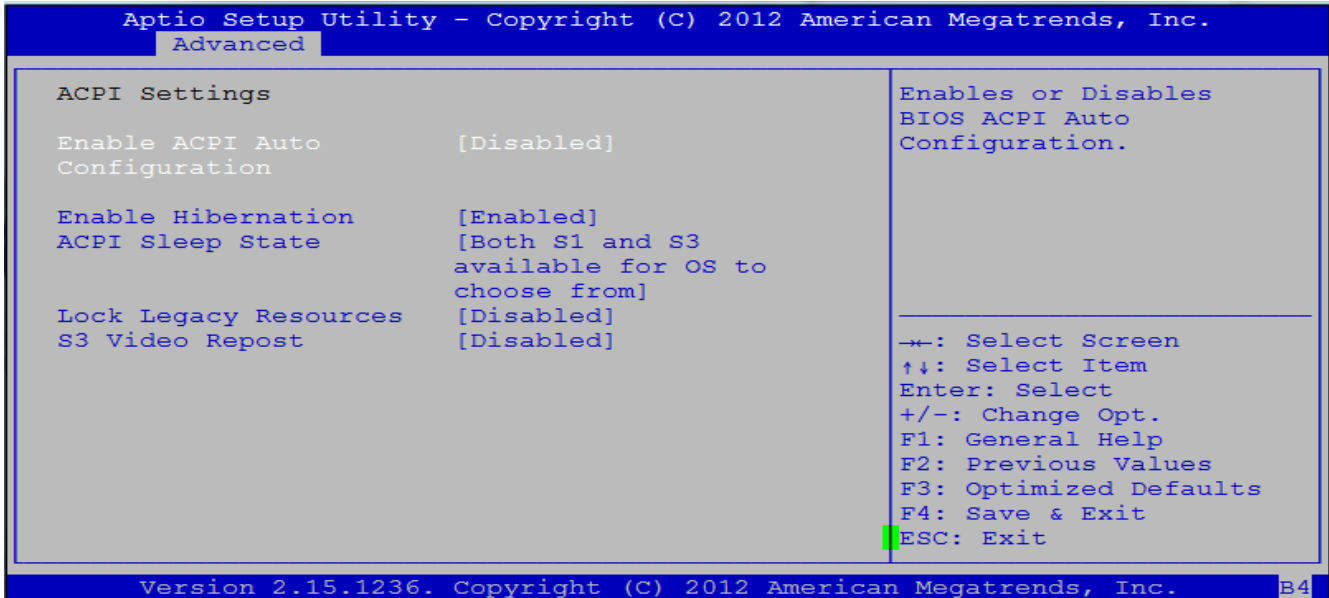 Aptio Setup Utility – Copyright (C) 2012 American Megatrends, Inc.
Advanced
ACPI Settings
Enable ACPI Auto [Disabled]
Configuration
Enable Hibernation [Enabled]
ACPI Sleep State [Both S1 and S3
available for OS to
choose from]
Lock Legacy Resources [Disabled]
S3 Video Repost [Disabled]
Enables or Disables
BIOS ACPI Auto
Configuration.
→←: Select Screen
↑↓: Select Item
Enter: Select
+/-: Change Opt.
F1: General Help
F2: Previous Values
F3: Optimized Defaults
F4: Save & Exit
ESC: Exit
Version 2.15.1236. Copyright (C) 2012 American Megatrends, Inc.
B4